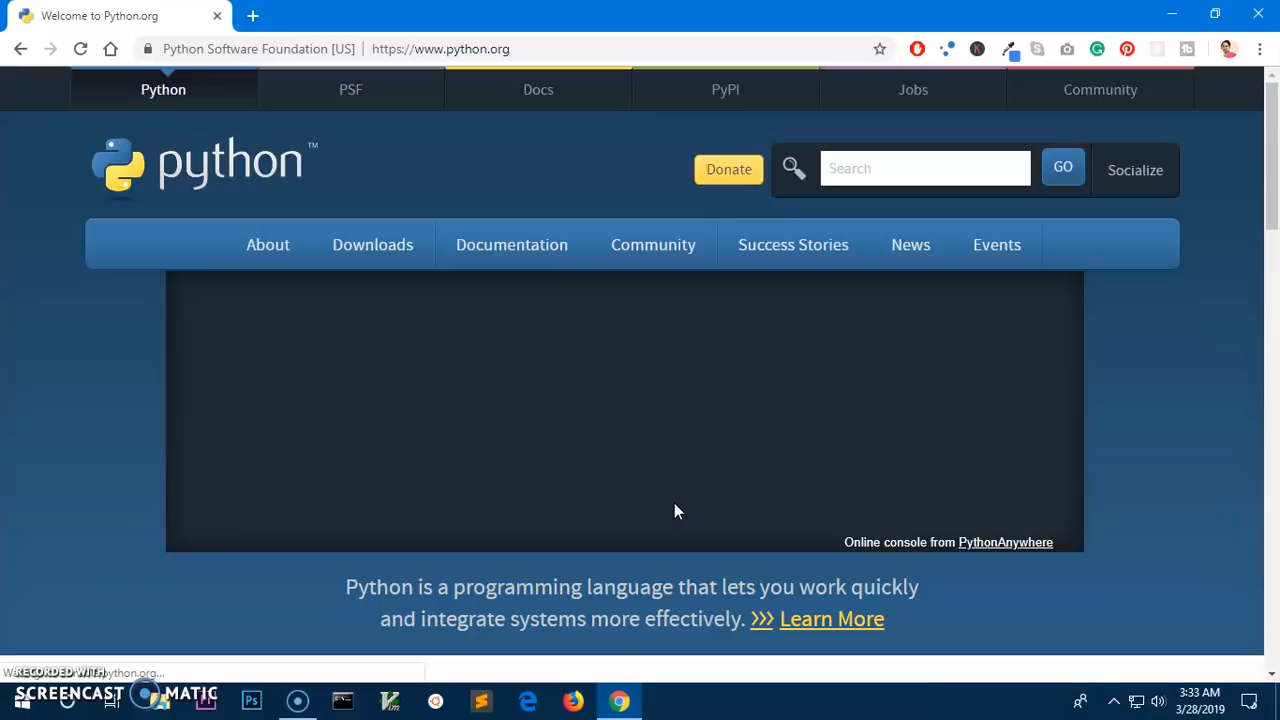 Welcome to Python.org
Python Software Foundation [US] | https://www.python.org
Python PSF Docs PyPI Jobs Community
python™
Donate Search GO Socialize
About Downloads Documentation Community Success Stories News Events
Online console from PythonAnywhere
Python is a programming language that lets you work quickly
and integrate systems more effectively. >>> Learn More
python.org...
RECORDED WITH
SCREENCAST MATIC
3:33 AM
3/28/2019